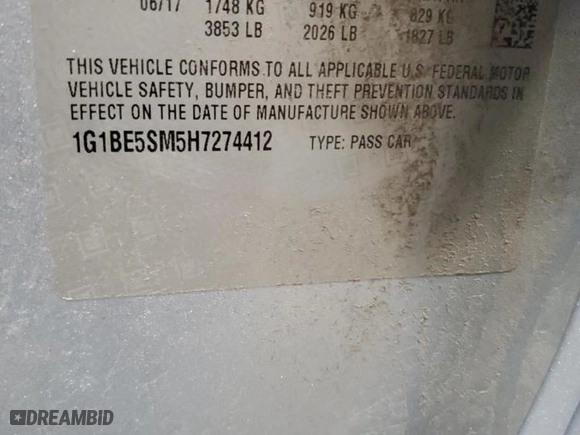 06/17 1748 KG 919 KG 829 KG
3853 LB 2026 LB 1827 LB
THIS VEHICLE CONFORMS TO ALL APPLICABLE U.S. FEDERAL MOTOR
VEHICLE SAFETY, BUMPER, AND THEFT PREVENTION STANDARDS IN
EFFECT ON THE DATE OF MANUFACTURE SHOWN ABOVE.
1G1BE5SM5H7274412 TYPE: PASS CAR
DREAMBID